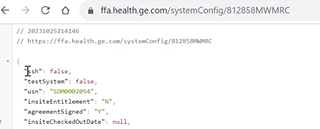 ffa.health.ge.com/systemConfig/812858MWMRC
// 20231025214146
// https://ffa.health.ge.com/systemConfig/812858MWMRC
{
"ssh": false,
"testSystem": false,
"usn": "SDM0002094",
"insiteEntitlement": "N",
"agreementSigned": "Y",
"insiteCheckedOutDate": null,